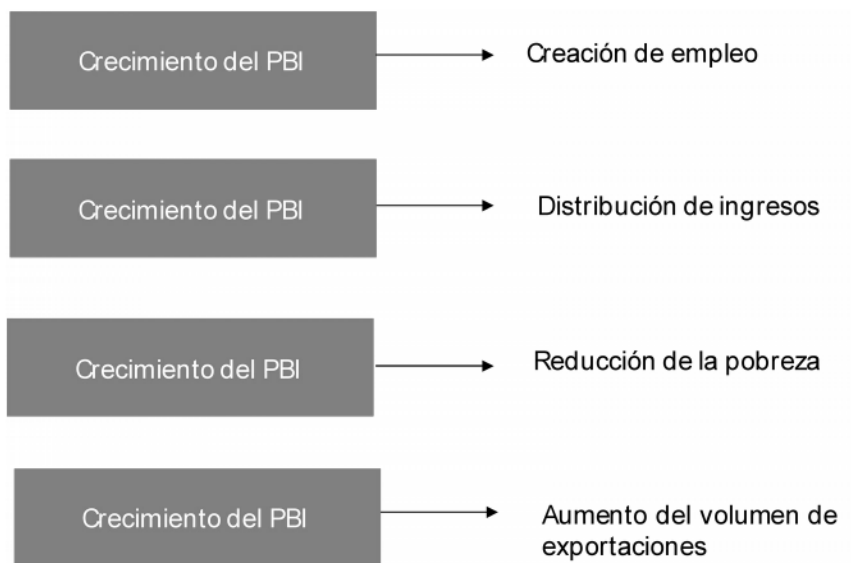 Crecimiento del PBI
Creación de empleo
Crecimiento del PBI
Distribución de ingresos
Crecimiento del PBI
Reducción de la pobreza
Crecimiento del PBI
Aumento del volumen de
exportaciones